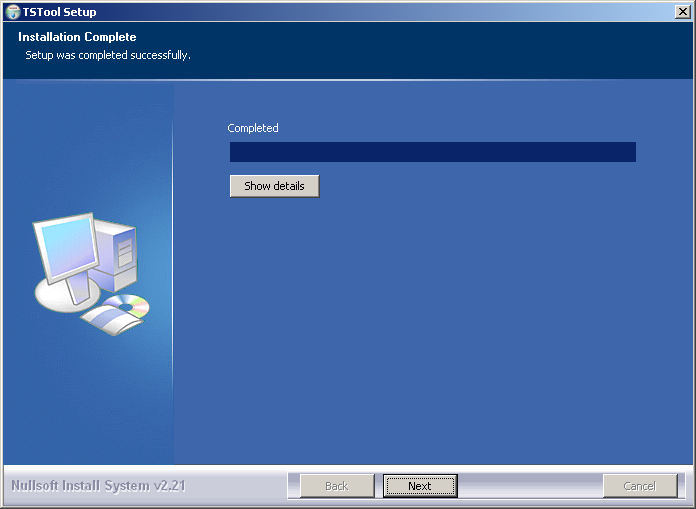 TSTool Setup
Installation Complete
Setup was completed successfully.
Completed
Show details
Nullsoft Install System v2.21
Back
Next
Cancel